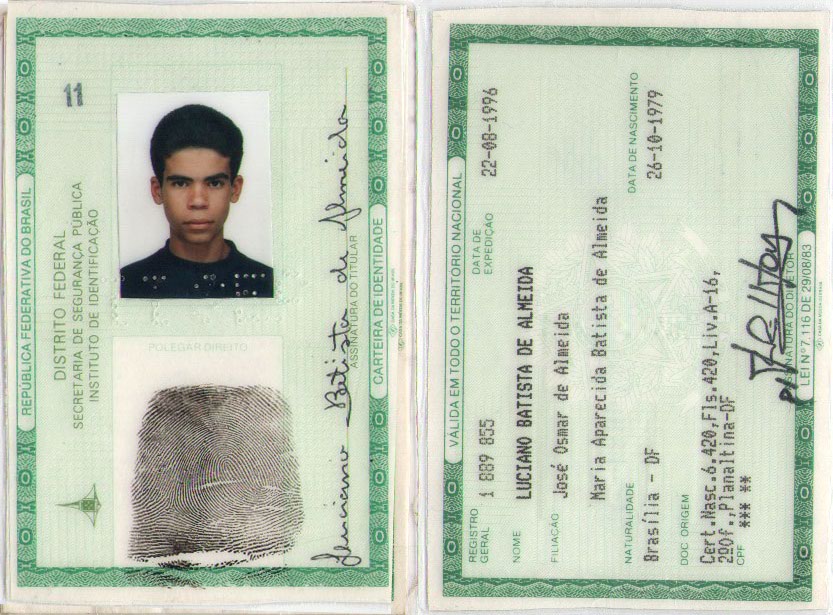 REPÚBLICA FEDERATIVA DO BRASIL
DISTRITO FEDERAL
SECRETARIA DE SEGURANÇA PÚBLICA
INSTITUTO DE IDENTIFICAÇÃO
11
POLEGAR DIREITO
Luciano Batista de Almeida
ASSINATURA DO TITULAR
CARTEIRA DE IDENTIDADE
VÁLIDA EM TODO O TERRITÓRIO NACIONAL
REGISTRO GERAL 1 889 855 DATA DE EXPEDIÇÃO 22-08-1996
NOME LUCIANO BATISTA DE ALMEIDA
FILIAÇÃO José Osmar de Almeida
Maria Aparecida Batista de Almeida
NATURALIDADE DATA DE NASCIMENTO
Brasília - DF 26-10-1979
DOC ORIGEM
Cert.Nasc.6.420,Fls.420,Liv.A-16,
2ºOf.,Planaltina-DF
CPF *** **
ASSINATURA DO DIRETOR
LEI Nº 7.116 DE 29/08/83